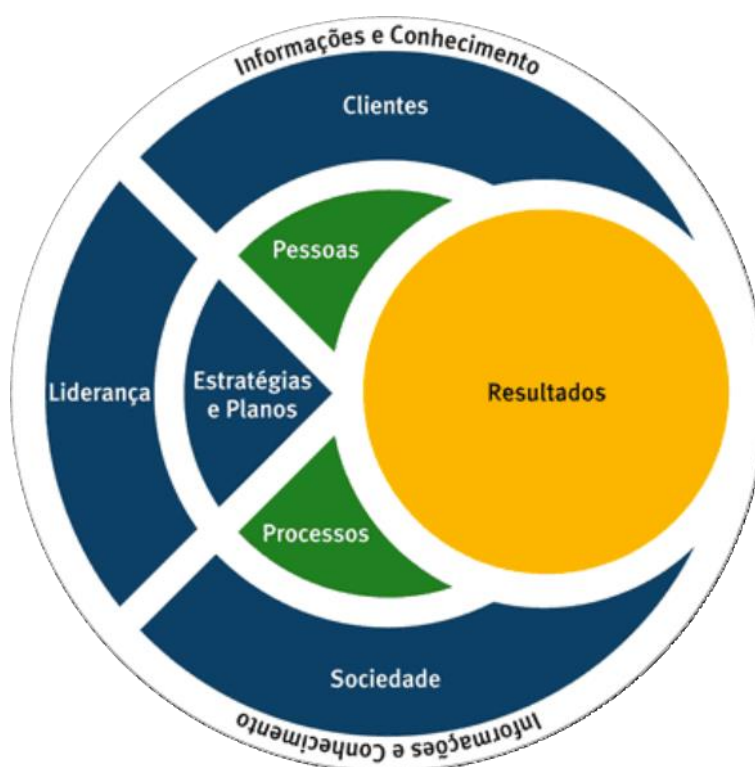 Informações e Conhecimento
Clientes
Pessoas
Liderança
Estratégias
e Planos
Resultados
Processos
Sociedade
Informações e Conhecimento